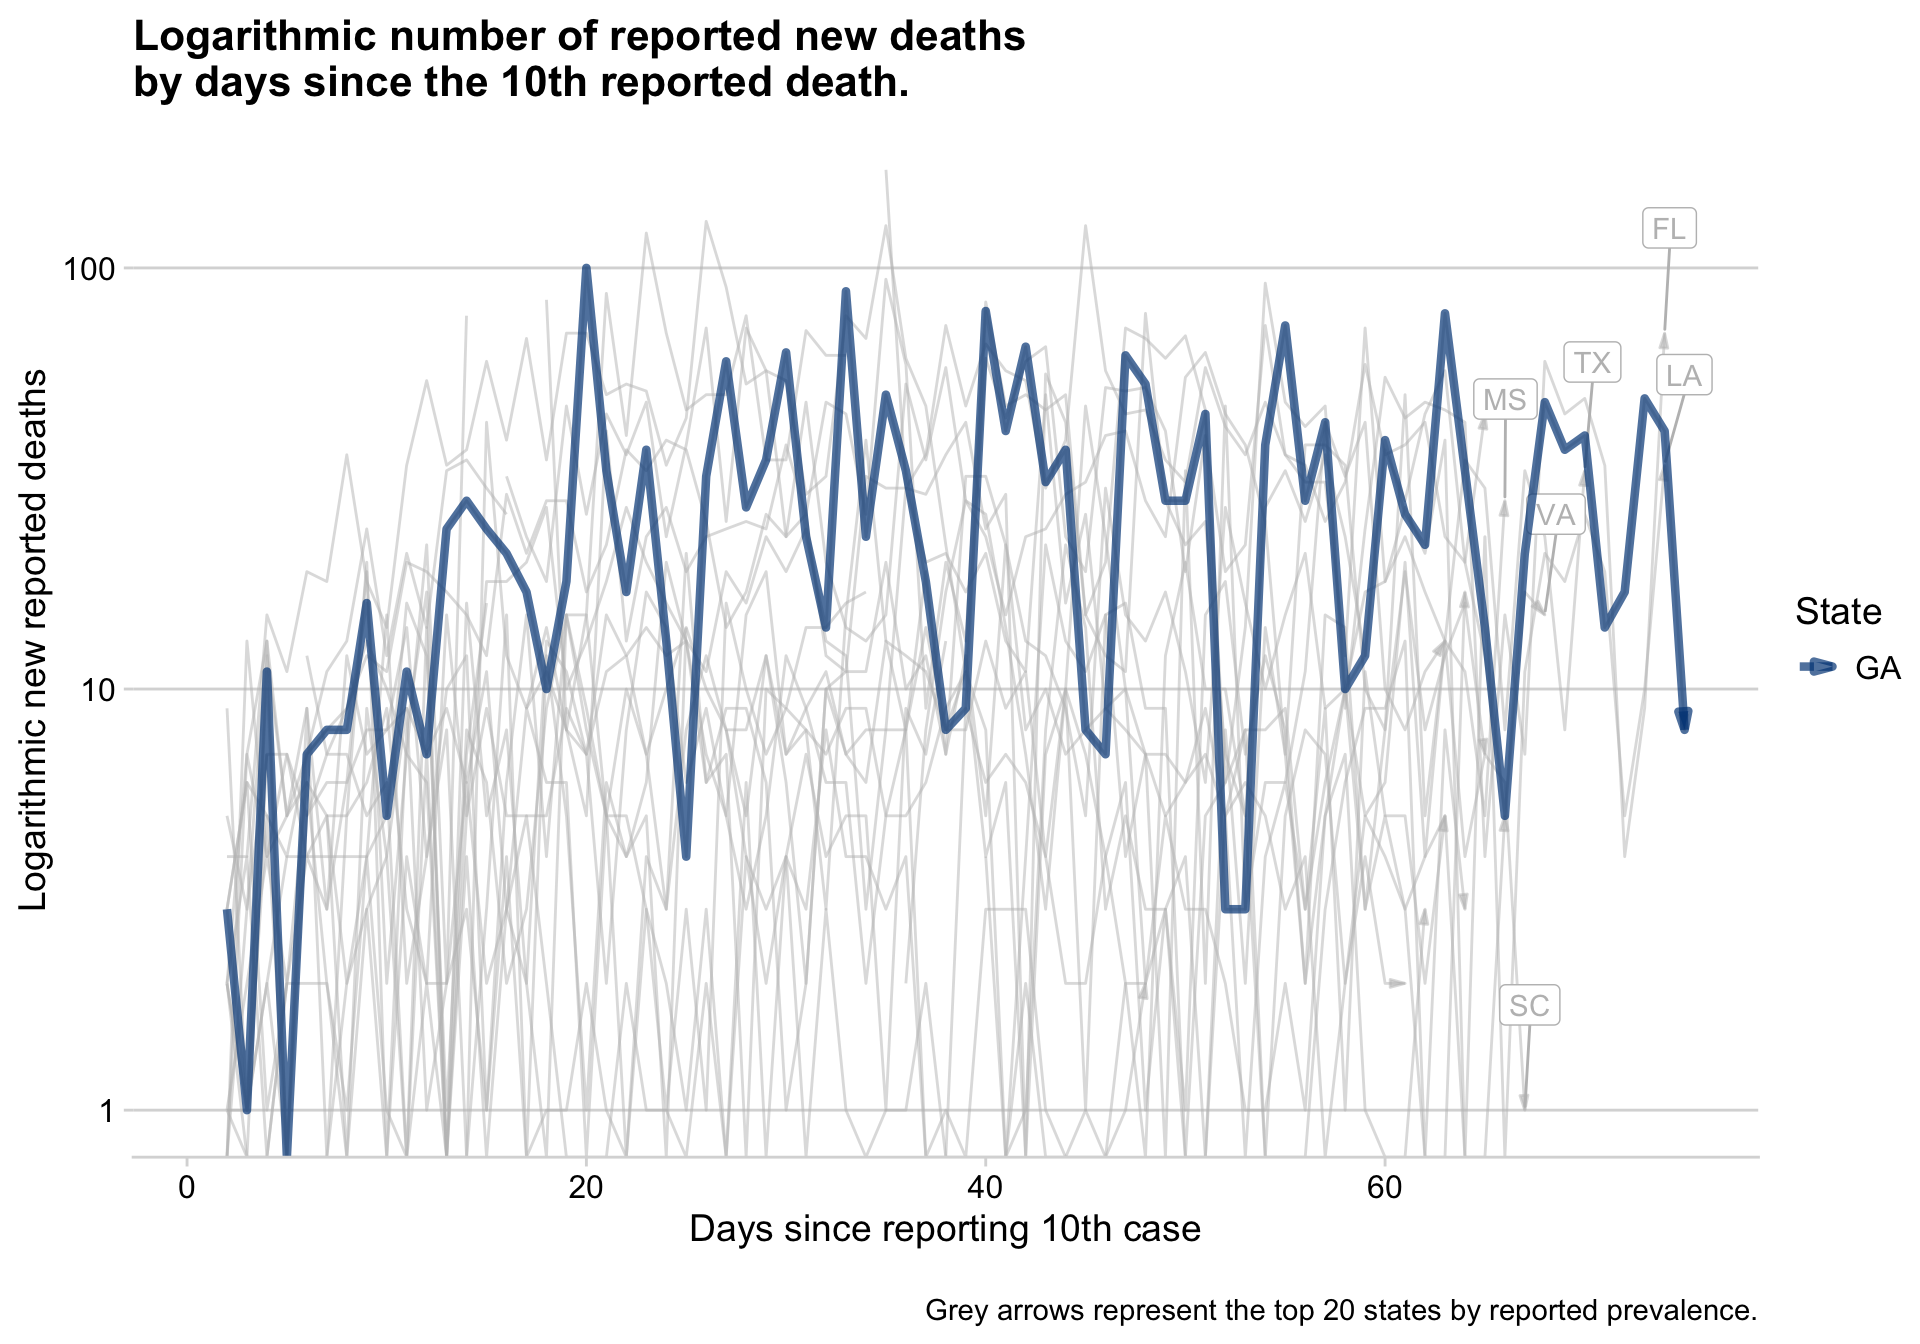 Logarithmic number of reported new deaths
by days since the 10th reported death.
Logarithmic new reported deaths
100
10
1
FL
TX
LA
MS
VA
SC
State
GA
0
20
40
60
Days since reporting 10th case
Grey arrows represent the top 20 states by reported prevalence.